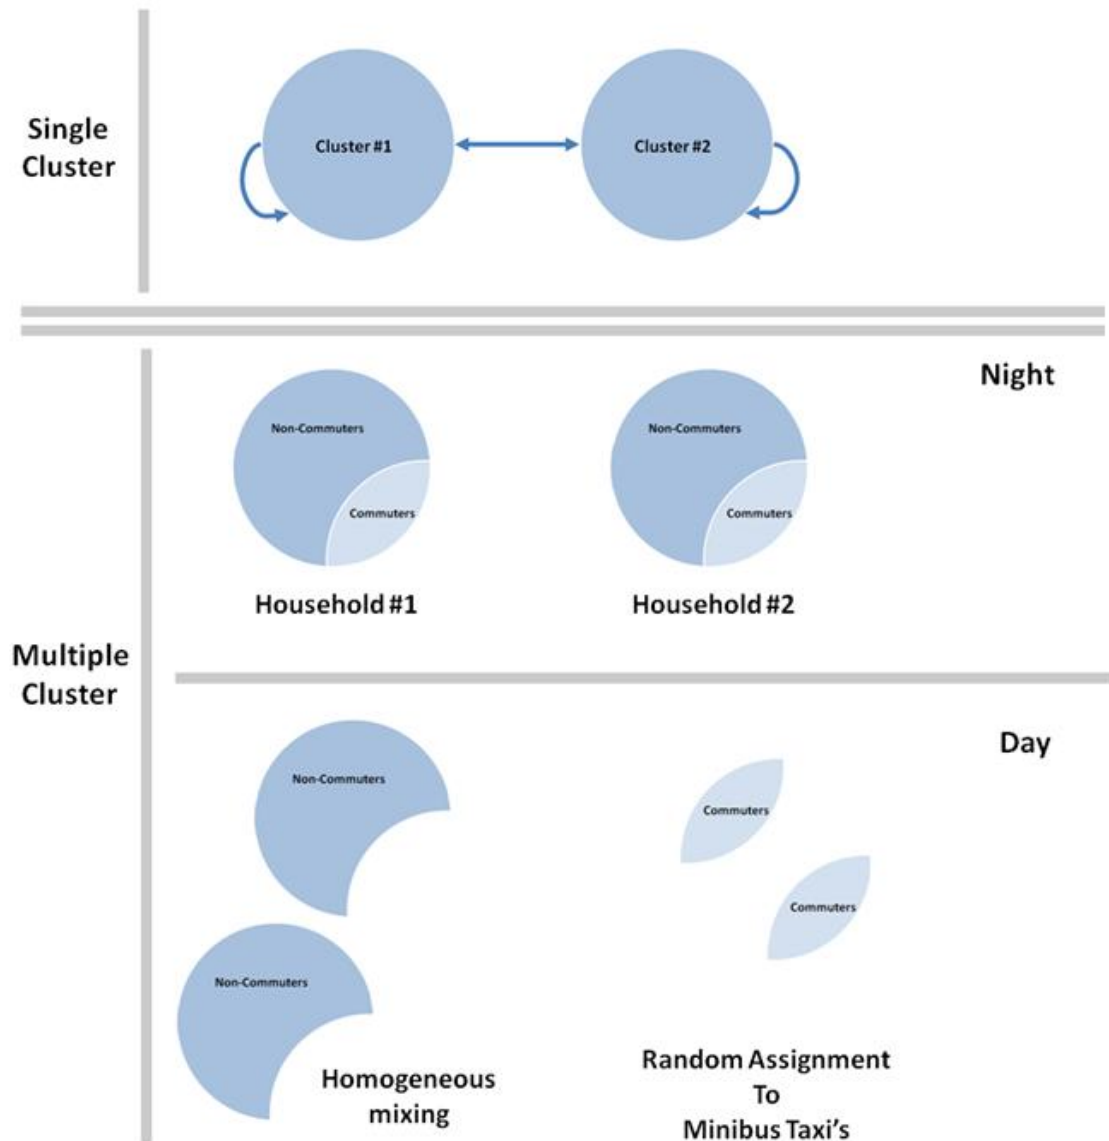 Single
Cluster
Cluster #1
Cluster #2
Night
Non-Commuters
Non-Commuters
Commuters
Commuters
Household #1
Household #2
Multiple
Cluster
Day
Non-Commuters
Commuters
Commuters
Non-Commuters
Homogeneous
mixing
Random Assignment
To
Minibus Taxi's